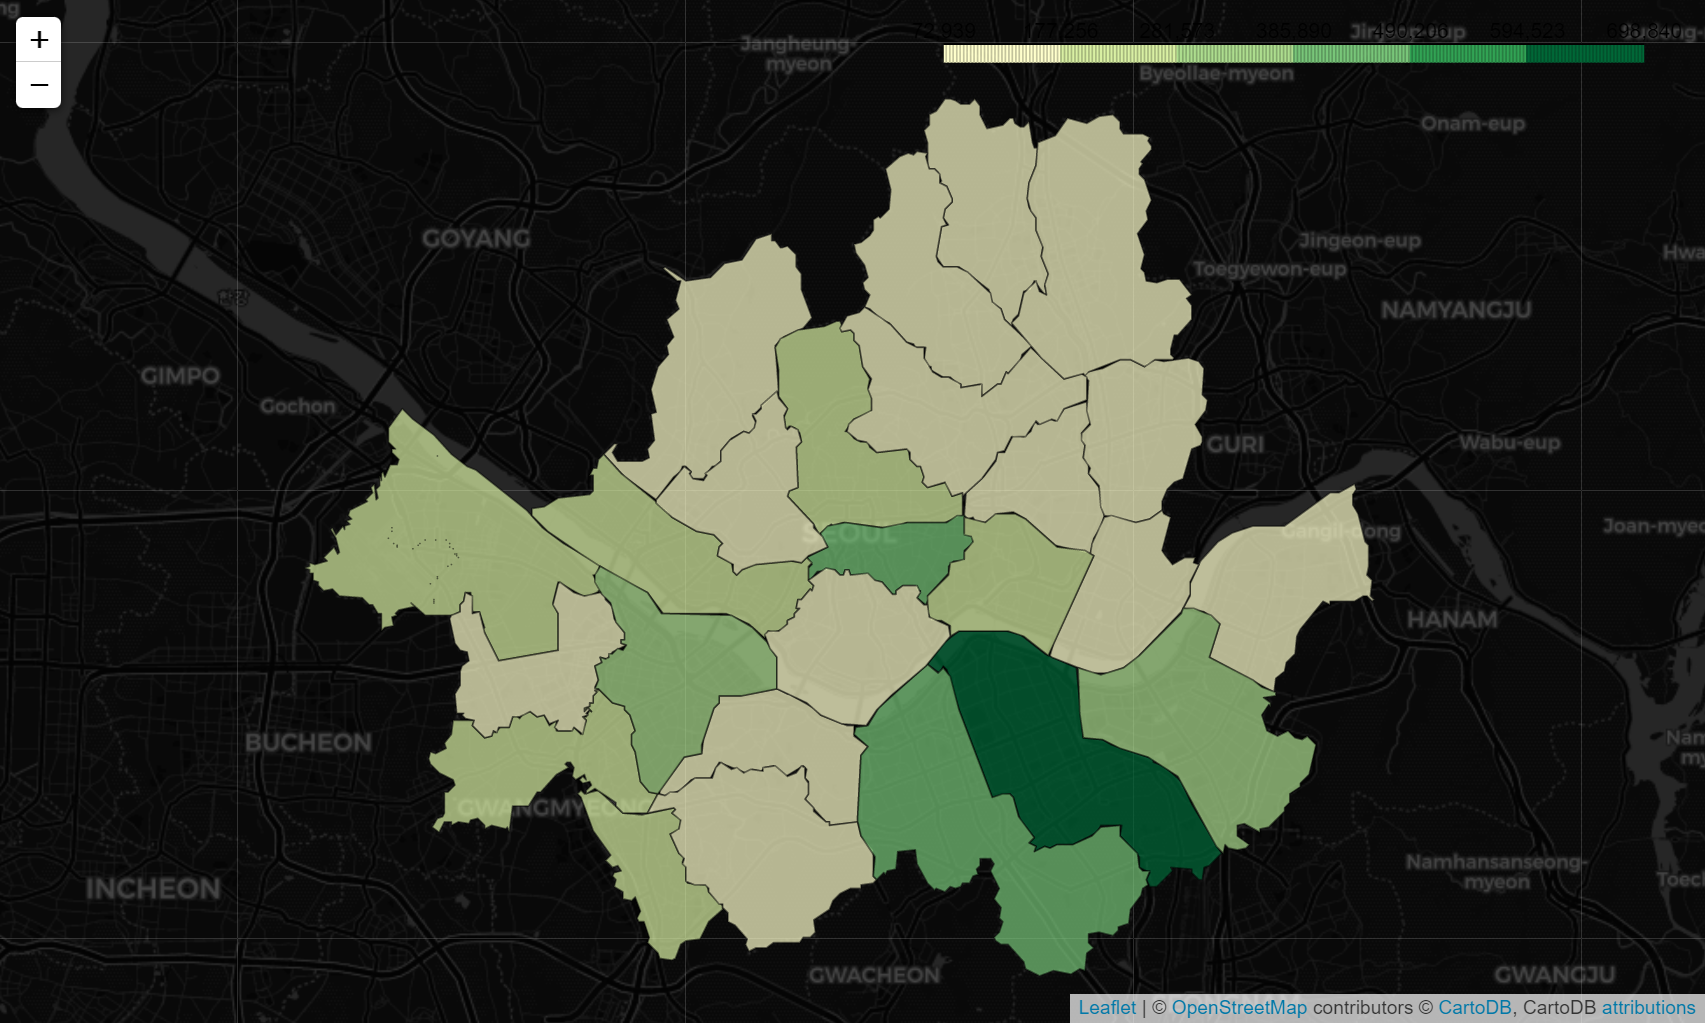 +
−
72,939 177,256 281,573 385,890 490,206 594,523 698,840
Jangheung-
myeon
Byeollae-myeon
Onam-eup
GOYANG
Jingeon-eup
Toegyewon-eup
NAMYANGJU
GIMPO
Gochon
GURI
Wabu-eup
SEOUL
Gangil-dong
HANAM
BUCHEON
GWANGMYEONG
INCHEON
Namhansanseong-
myeon
GWACHEON
GWANGJU
Leaflet | © OpenStreetMap contributors © CartoDB, CartoDB attributions